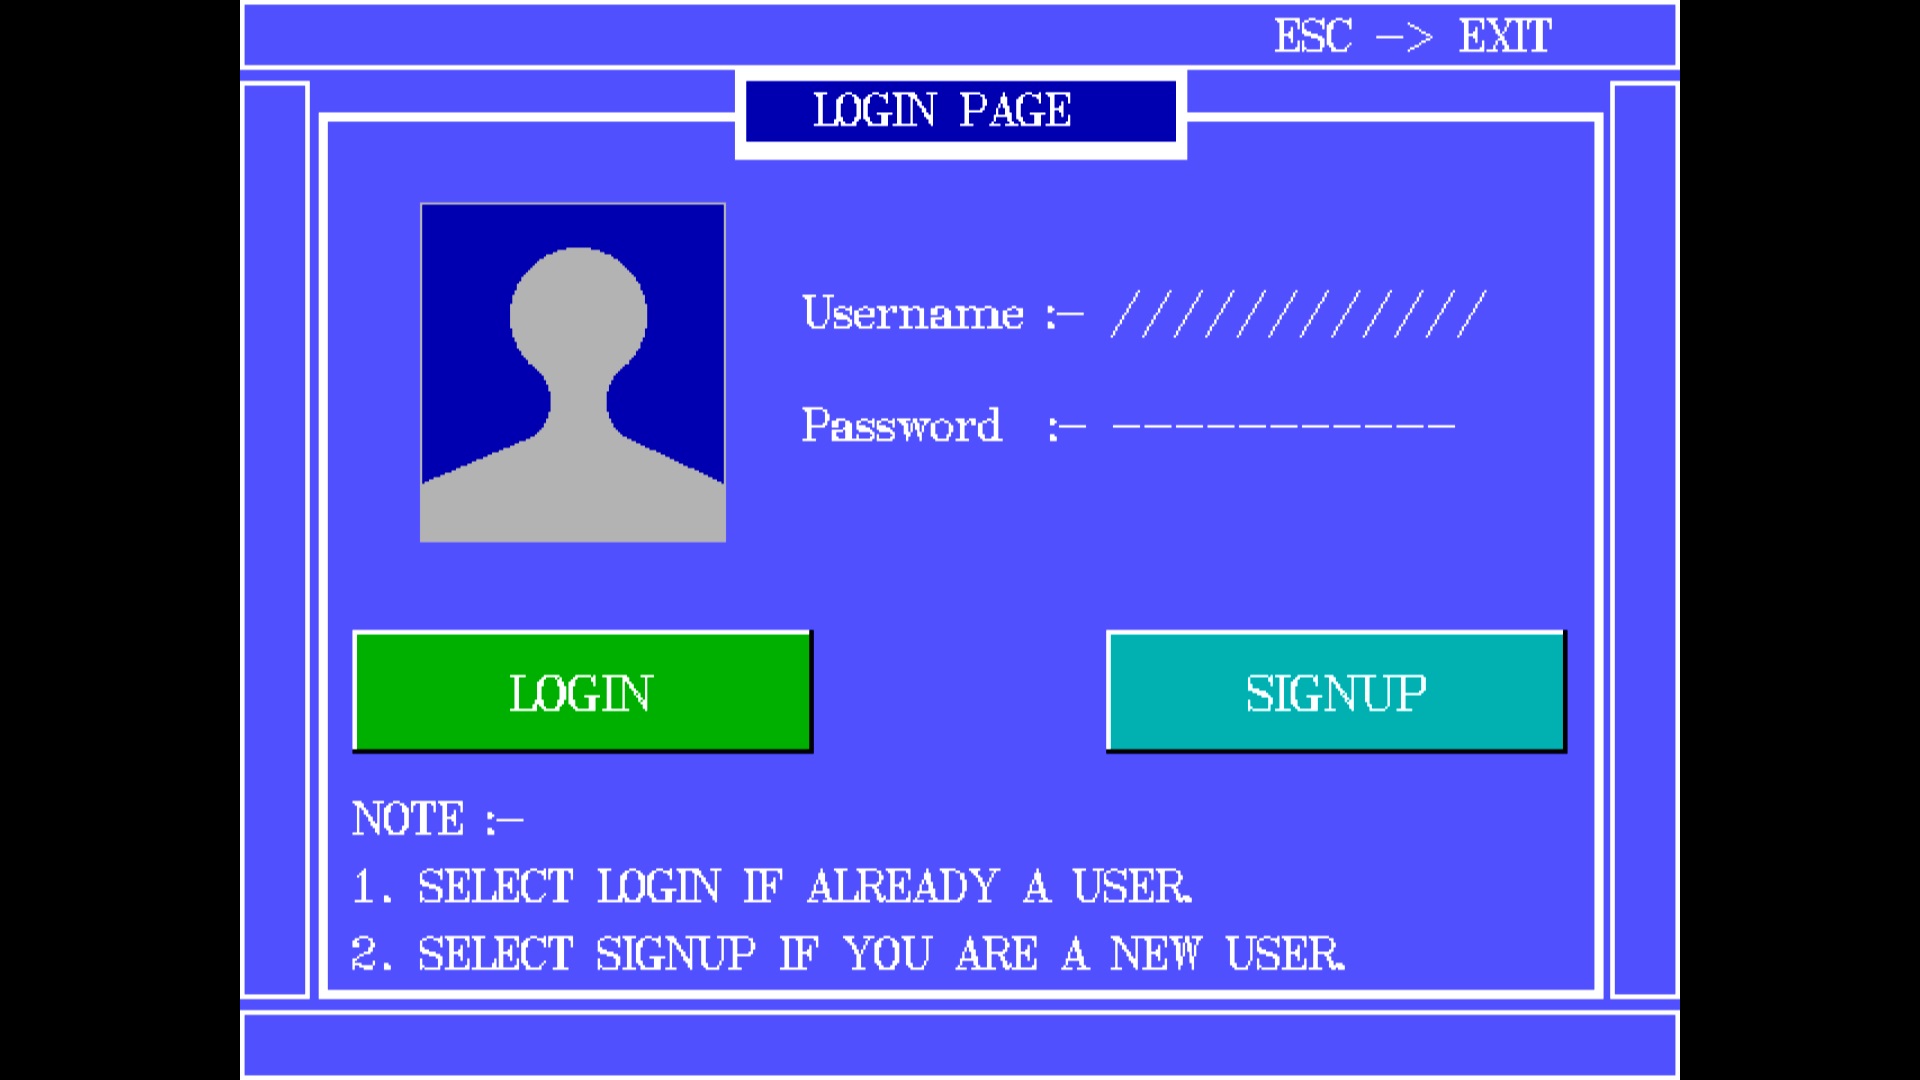 ESC -> EXIT
LOGIN PAGE
Username :- ////////////
Password :- -----------
LOGIN
SIGNUP
NOTE :-
1. SELECT LOGIN IF ALREADY A USER.
2. SELECT SIGNUP IF YOU ARE A NEW USER.